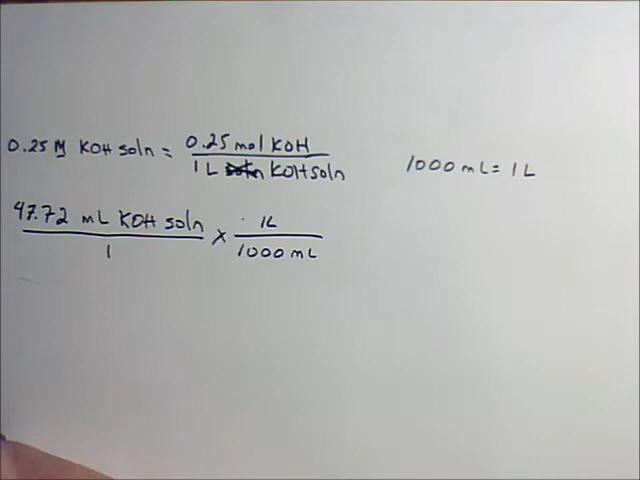 0.25 M KOH soln = 0.25 mol KOH / 1 L KOH soln
1000 mL = 1L
47.72 mL KOH soln / 1 × 1L / 1000 mL